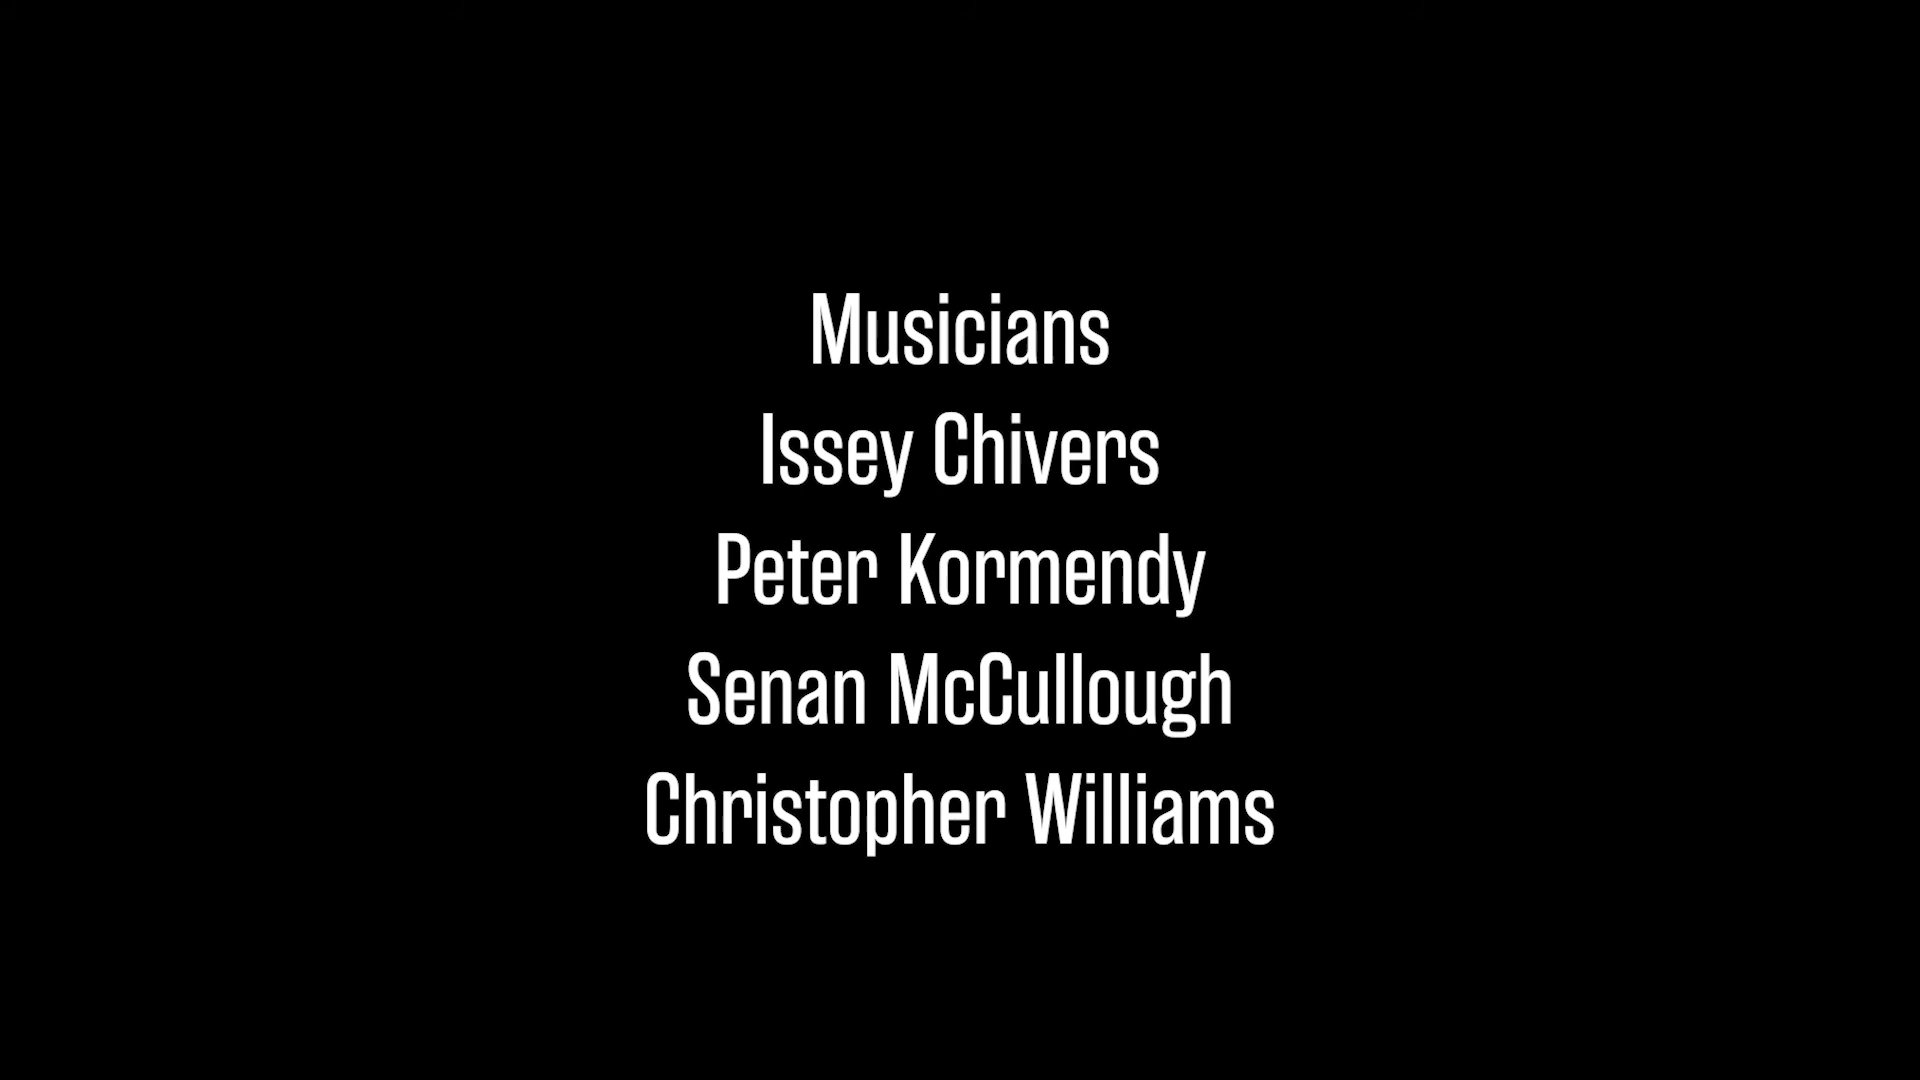 Musicians
Issey Chivers
Peter Kormendy
Senan McCullough
Christopher Williams